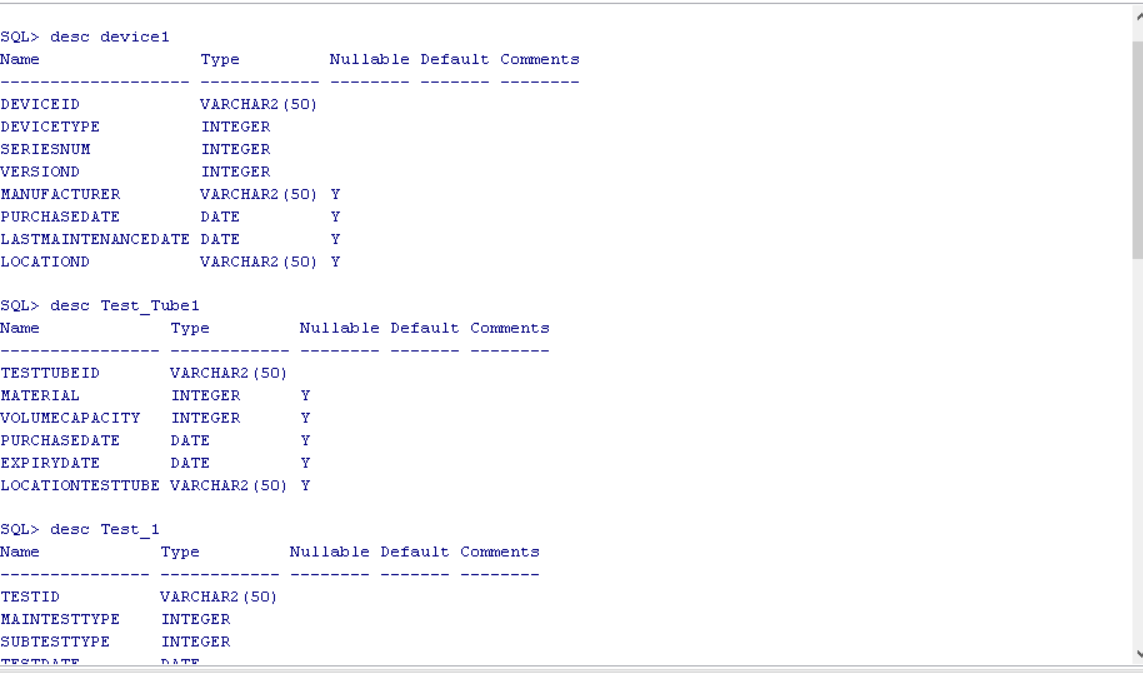 SQL> desc device1
Name               Type         Nullable Default Comments
------------------- ------------ -------- ------- --------
DEVICEID            VARCHAR2(50)
DEVICETYPE          INTEGER
SERIESNUM           INTEGER
VERSIOND            INTEGER
MANUFACTURER        VARCHAR2(50) Y
PURCHASEDATE        DATE         Y
LASTMAINTENANCEDATE DATE         Y
LOCATIOND           VARCHAR2(50) Y
SQL> desc Test_Tube1
Name             Type         Nullable Default Comments
---------------- ------------ -------- ------- --------
TESTTUBEID       VARCHAR2(50)
MATERIAL         INTEGER      Y
VOLUMECAPACITY   INTEGER      Y
PURCHASEDATE     DATE         Y
EXPIRYDATE       DATE         Y
LOCATIONTESTTUBE VARCHAR2(50) Y
SQL> desc Test_1
Name            Type         Nullable Default Comments
--------------- ------------ -------- ------- --------
TESTID          VARCHAR2(50)
MAINTESTTYPE    INTEGER
SUBTESTTYPE     INTEGER
TESTDATE        DATE